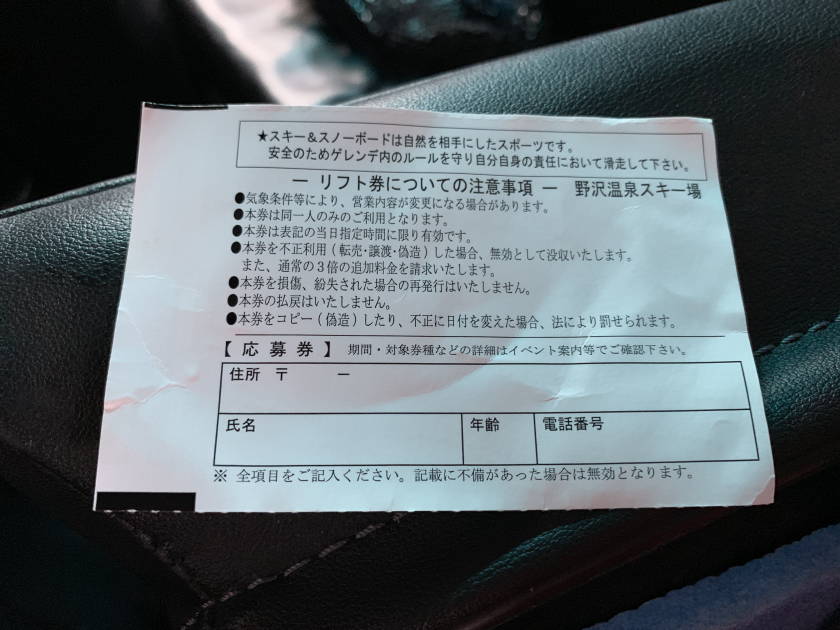 ★スキー&スノーボードは自然を相手にしたスポーツです。
安全のためゲレンデ内のルールを守り自分自身の責任において滑走して下さい。
ー リフト券についての注意事項 ー 野沢温泉スキー場
●気象条件等により、営業内容が変更になる場合があります。
●本券は同一人のみのご利用となります。
●本券は表記の当日指定時間に限り有効です。
●本券を不正利用(転売・譲渡・偽造)した場合、無効として没収いたします。
また、通常の3倍の追加料金を請求いたします。
●本券を損傷、紛失された場合の再発行はいたしません。
●本券の払戻はいたしません。
●本券をコピー(偽造)したり、不正に日付を変えた場合、法により罰せられます。
【 応 募 券 】 期間・対象券種などの詳細はイベント案内等でご確認下さい。
住所 〒 ー
氏名 年齢 電話番号
※ 全項目をご記入ください。記載に不備があった場合は無効となります。